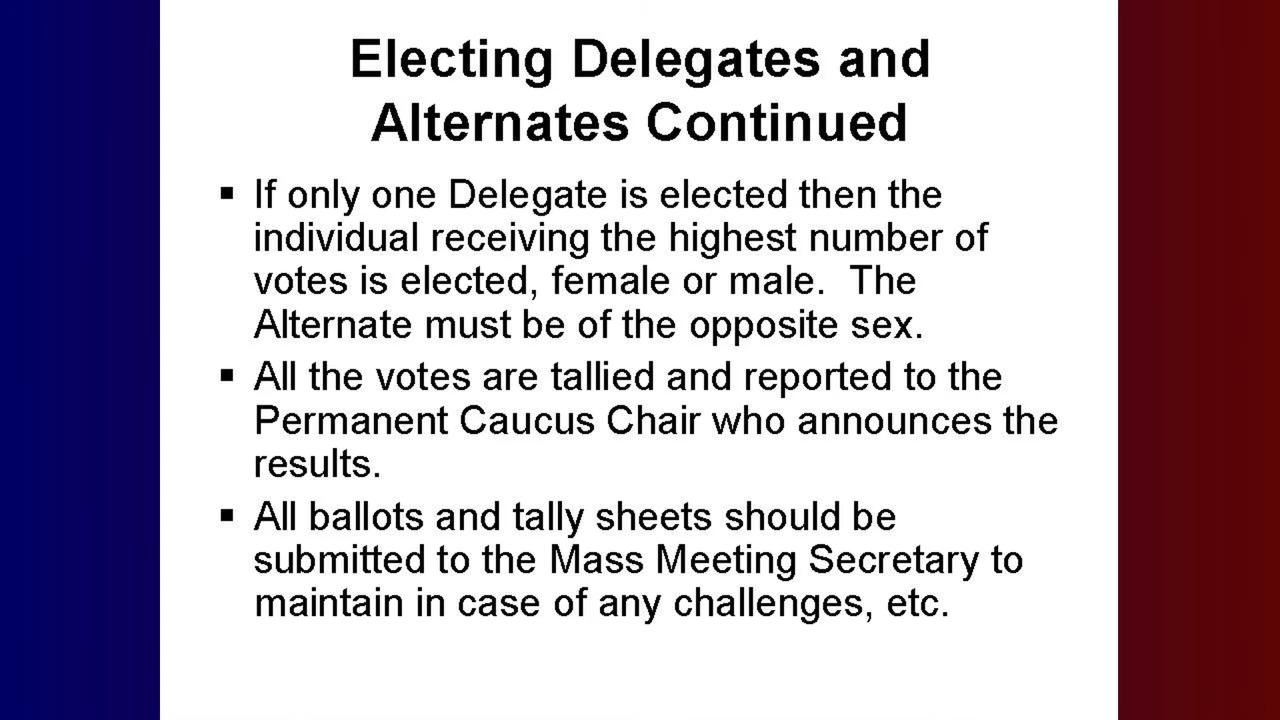 Electing Delegates and
Alternates Continued
▪ If only one Delegate is elected then the
individual receiving the highest number of
votes is elected, female or male.  The
Alternate must be of the opposite sex.
▪ All the votes are tallied and reported to the
Permanent Caucus Chair who announces the
results.
▪ All ballots and tally sheets should be
submitted to the Mass Meeting Secretary to
maintain in case of any challenges, etc.